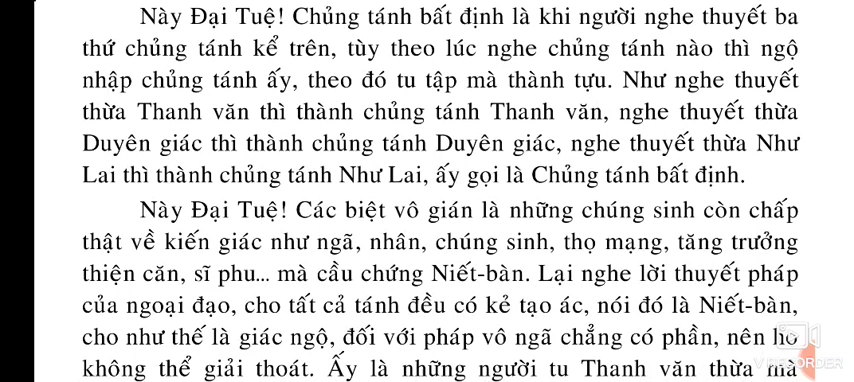 Này Đại Tuệ! Chủng tánh bất định là khi người nghe thuyết ba
thứ chủng tánh kể trên, tùy theo lúc nghe chủng tánh nào thì ngộ
nhập chủng tánh ấy, theo đó tu tập mà thành tựu. Như nghe thuyết
thừa Thanh văn thì thành chủng tánh Thanh văn, nghe thuyết thừa
Duyên giác thì thành chủng tánh Duyên giác, nghe thuyết thừa Như
Lai thì thành chủng tánh Như Lai, ấy gọi là Chủng tánh bất định.
Này Đại Tuệ! Các biệt vô gián là những chúng sinh còn chấp
thật về kiến giác như ngã, nhân, chúng sinh, thọ mạng, tăng trưởng
thiện căn, sĩ phu... mà cầu chứng Niết-bàn. Lại nghe lời thuyết pháp
của ngoại đạo, cho tất cả tánh đều có kẻ tạo ác, nói đó là Niết-bàn,
cho như thế là giác ngộ, đối với pháp vô ngã chẳng có phần, nên họ
không thể giải thoát. Ấy là những người tu Thanh văn thừa mà
V RECORDER